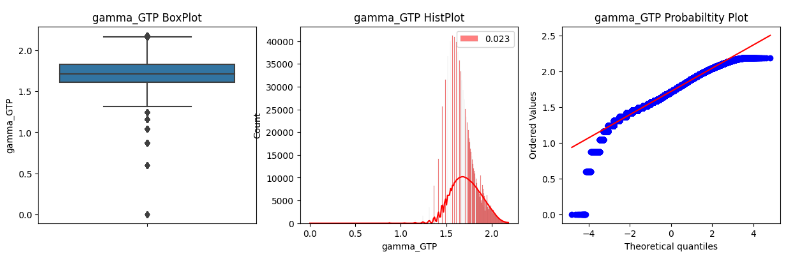 gamma_GTP BoxPlot
gamma_GTP
2.0
1.5
1.0
0.5
0.0
gamma_GTP HistPlot
0.023
Count
40000
35000
30000
25000
20000
15000
10000
5000
0
0.0 0.5 1.0 1.5 2.0
gamma_GTP
gamma_GTP Probabiltity Plot
Ordered Values
2.5
2.0
1.5
1.0
0.5
0.0
−4 −2 0 2 4
Theoretical quantiles